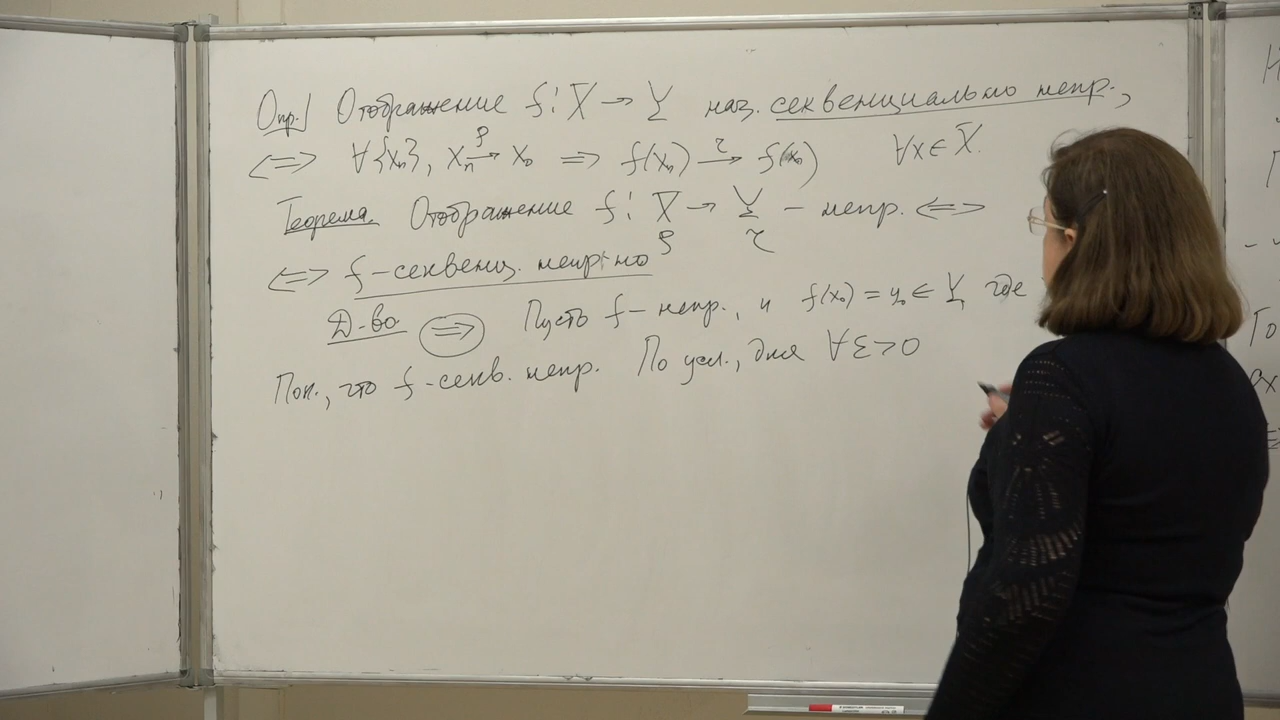 Опр. Отображение f: X → Y наз. секвенциально непр.,
⟺ ∀{xₙ}, xₙ →^ρ x₀ ⟹ f(xₙ) →^τ f(x₀) ∀x ∈ X.
Теорема. Отображение f: X → Y – непр. ⟺
ρ τ
⟺ f – секвенц. непр-но
Д-во ⟹ Пусть f – непр., и f(x₀) = y₀ ∈ Y, где
Пок., что f – секв. непр. По усл., для ∀ε>0